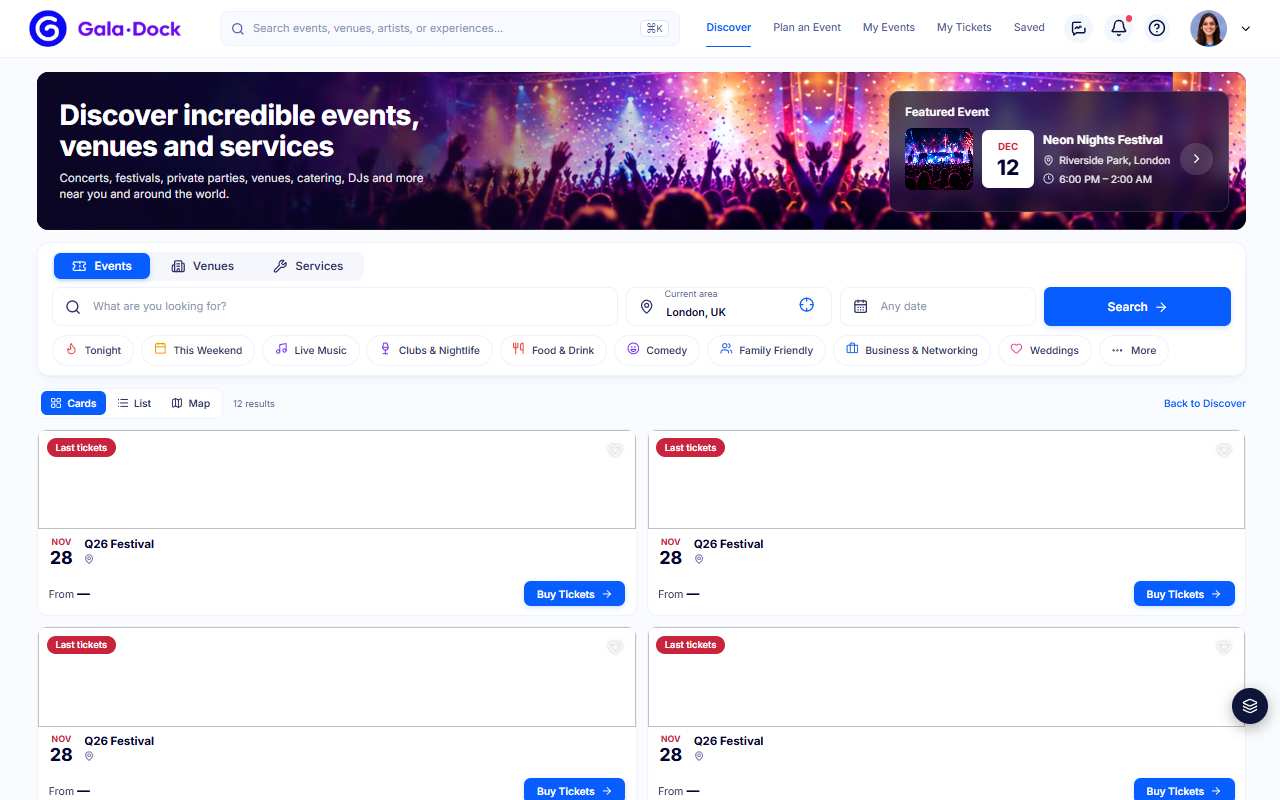 Gala·Dock
Search events, venues, artists, or experiences...
⌘K
Discover
Plan an Event
My Events
My Tickets
Saved
Discover incredible events,
venues and services
Concerts, festivals, private parties, venues, catering, DJs and more
near you and around the world.
Featured Event
DEC
12
Neon Nights Festival
Riverside Park, London
6:00 PM – 2:00 AM
Events
Venues
Services
What are you looking for?
Current area
London, UK
Any date
Search
Tonight
This Weekend
Live Music
Clubs & Nightlife
Food & Drink
Comedy
Family Friendly
Business & Networking
Weddings
More
Cards
List
Map
12 results
Back to Discover
Last tickets
NOV
28
Q26 Festival
From —
Buy Tickets
Last tickets
NOV
28
Q26 Festival
From —
Buy Tickets
Last tickets
NOV
28
Q26 Festival
From —
Buy Tickets
Last tickets
NOV
28
Q26 Festival
From —
Buy Tickets